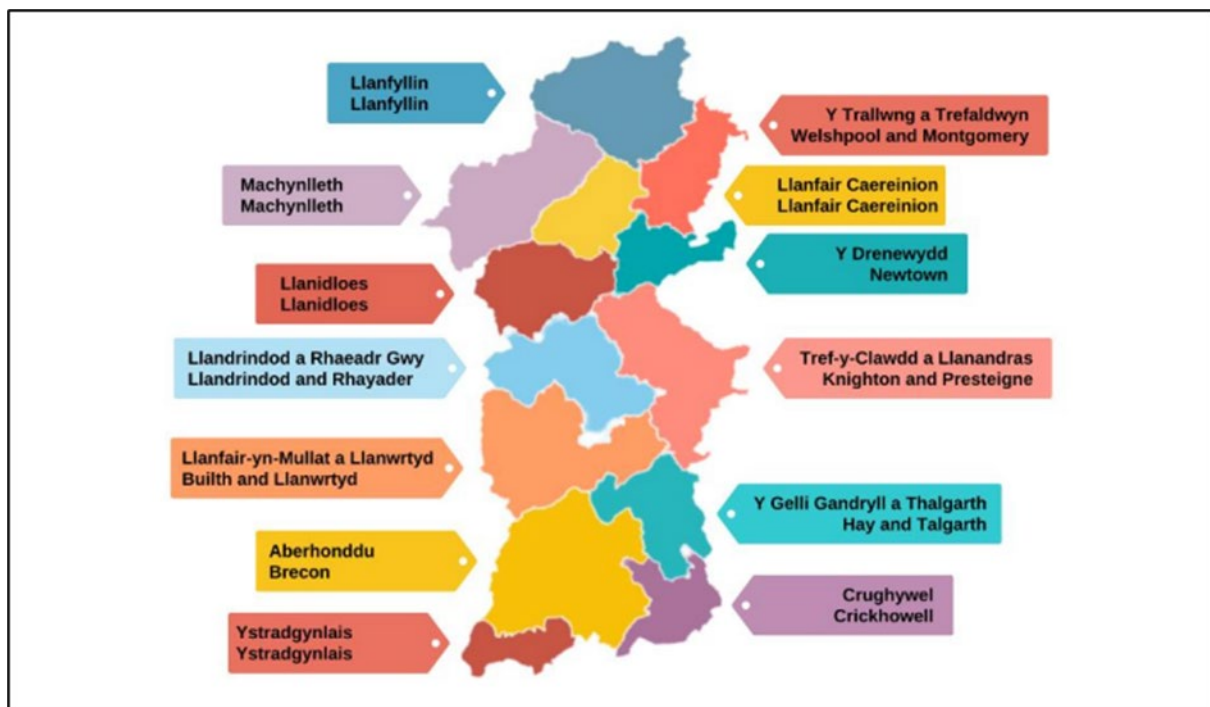 Llanfyllin
Llanfyllin
Y Trallwng a Trefaldwyn
Welshpool and Montgomery
Machynlleth
Machynlleth
Llanfair Caereinion
Llanfair Caereinion
Y Drenewydd
Newtown
Llanidloes
Llanidloes
Llandrindod a Rhaeadr Gwy
Llandrindod and Rhayader
Tref-y-Clawdd a Llanandras
Knighton and Presteigne
Llanfair-yn-Mullat a Llanwrtyd
Builth and Llanwrtyd
Y Gelli Gandryll a Thalgarth
Hay and Talgarth
Aberhonddu
Brecon
Crughywel
Crickhowell
Ystradgynlais
Ystradgynlais